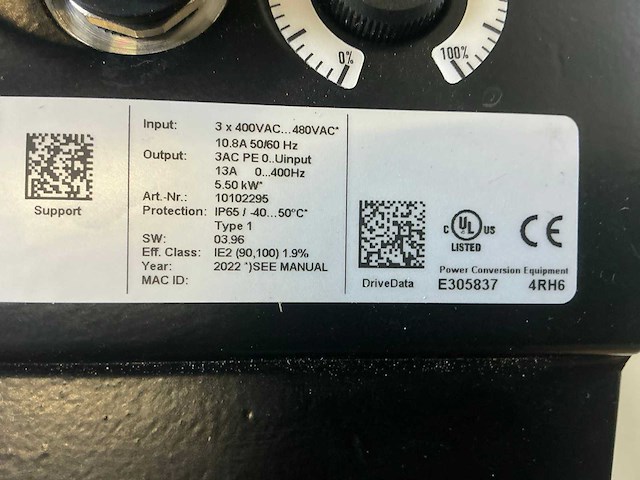 0%
100%
Support
Input: 3 x 400VAC...480VAC*
10.8A 50/60 Hz
Output: 3AC PE 0..Uinput
13A 0...400Hz
5.50 kW*
Art.-Nr.: 10102295
Protection: IP65 / -40...50°C*
Type 1
SW: 03.96
Eff. Class: IE2 (90,100) 1.9%
Year: 2022 *)SEE MANUAL
MAC ID:
DriveData
C UL US
LISTED
CE
Power Conversion Equipment
E305837 4RH6